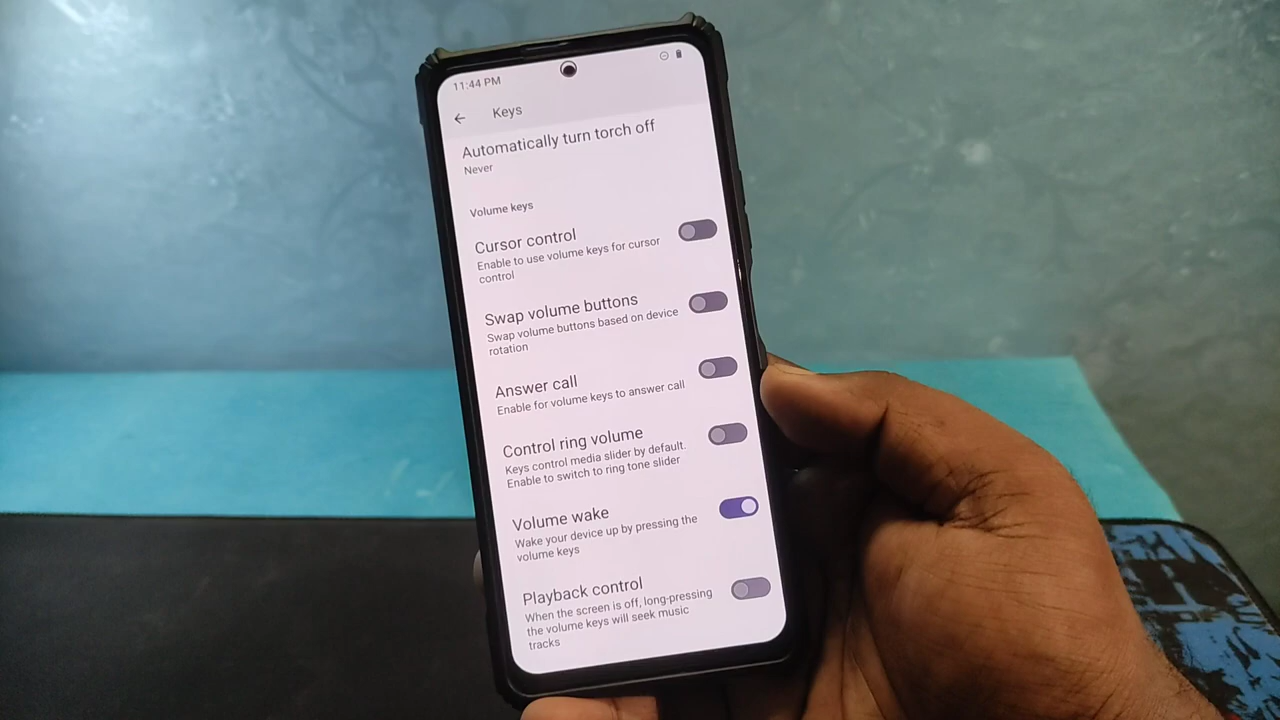 11:44 PM
Keys
Automatically turn torch off
Never
Volume keys
Cursor control
Enable to use volume keys for cursor
control
Swap volume buttons
Swap volume buttons based on device
rotation
Answer call
Enable for volume keys to answer call
Control ring volume
Keys control media slider by default.
Enable to switch to ring tone slider
Volume wake
Wake your device up by pressing the
volume keys
Playback control
When the screen is off, long-pressing
the volume keys will seek music
tracks